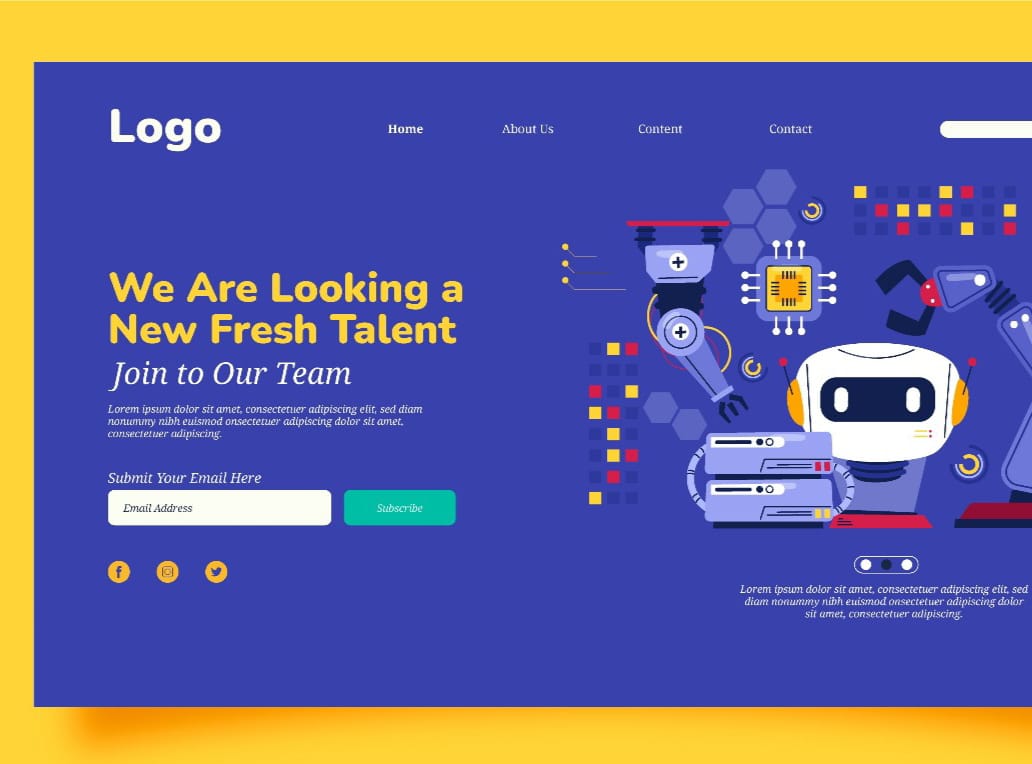 Logo
Home
About Us
Content
Contact
We Are Looking a
New Fresh Talent
Join to Our Team
Lorem ipsum dolor sit amet, consectetuer adipiscing elit, sed diam
nonummy nibh euismod onsectetuer adipiscing dolor sit amet,
consectetuer adipiscing.
Submit Your Email Here
Email Address
Subscribe
Lorem ipsum dolor sit amet, consectetuer adipiscing elit, sed
diam nonummy nibh euismod onsectetuer adipiscing dolor
sit amet, consectetuer adipiscing.